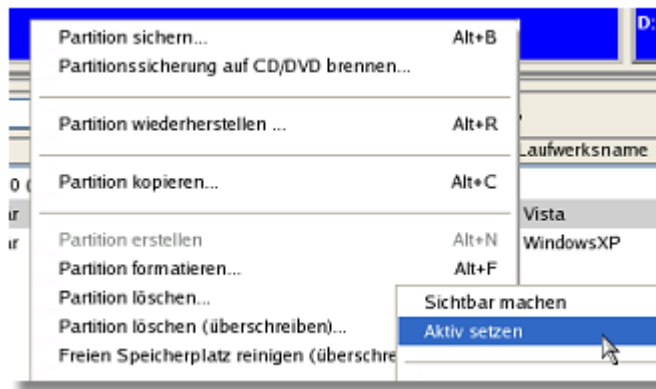 D:
Partition sichern... Alt+B
Partitionssicherung auf CD/DVD brennen...
Partition wiederherstellen ... Alt+R
Laufwerksname
Partition kopieren... Alt+C
Vista
Partition erstellen Alt+N
WindowsXP
Partition formatieren... Alt+F
Partition löschen...
Sichtbar machen
Partition löschen (überschreiben)...
Aktiv setzen
Freien Speicherplatz reinigen (überschre